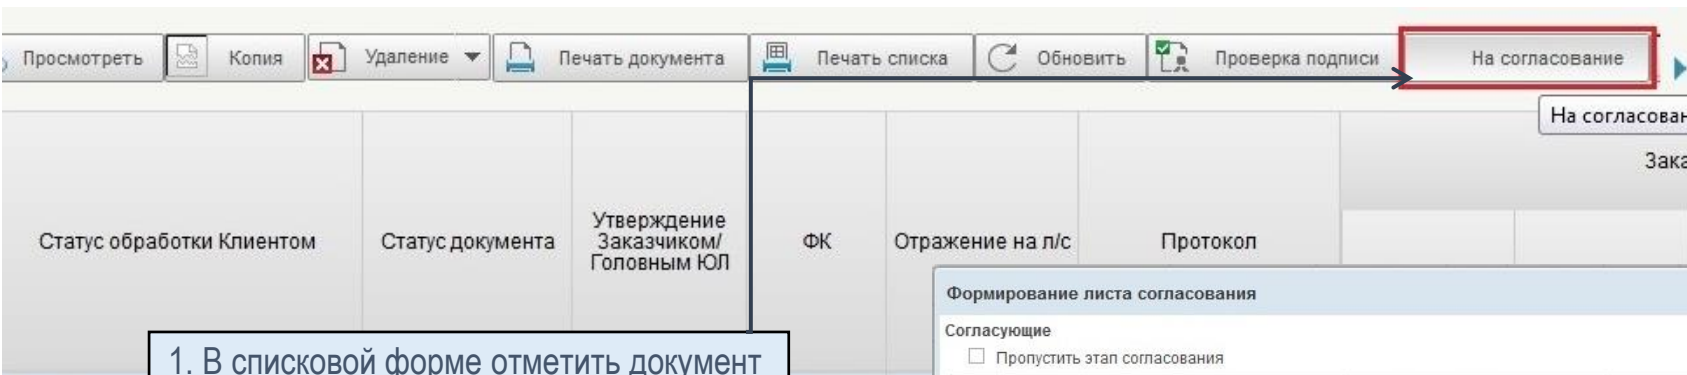 Просмотреть Копия Удаление Печать документа Печать списка Обновить Проверка подписи На согласование
На согласован
Зака
Статус обработки Клиентом Статус документа Утверждение Заказчиком/ Головным ЮЛ ФК Отражение на л/с Протокол
Формирование листа согласования
Согласующие
Пропустить этап согласования
1. В списковой форме отметить документ